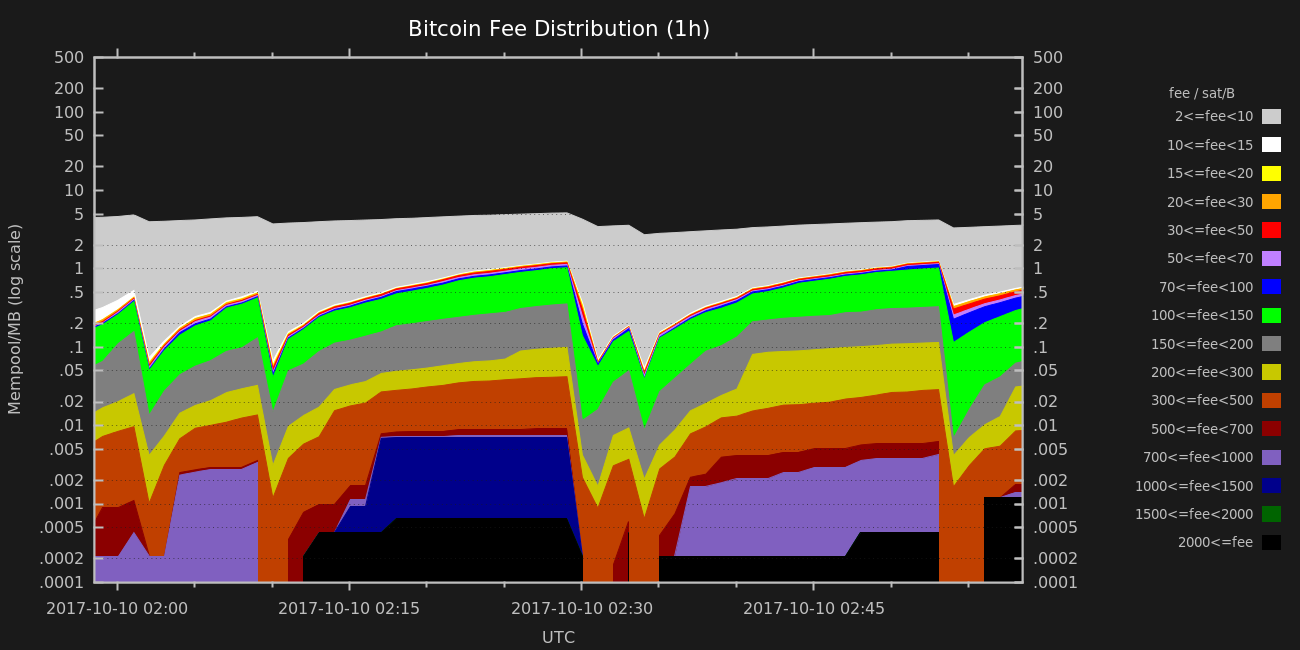 Bitcoin Fee Distribution (1h)
Mempool/MB (log scale)
500
200
100
50
20
10
5
2
1
.5
.2
.1
.05
.02
.01
.005
.002
.001
.0005
.0002
.0001
500
200
100
50
20
10
5
2
1
.5
.2
.1
.05
.02
.01
.005
.002
.001
.0005
.0002
.0001
2017-10-10 02:00
2017-10-10 02:15
2017-10-10 02:30
2017-10-10 02:45
UTC
fee / sat/B
2<=fee<10
10<=fee<15
15<=fee<20
20<=fee<30
30<=fee<50
50<=fee<70
70<=fee<100
100<=fee<150
150<=fee<200
200<=fee<300
300<=fee<500
500<=fee<700
700<=fee<1000
1000<=fee<1500
1500<=fee<2000
2000<=fee